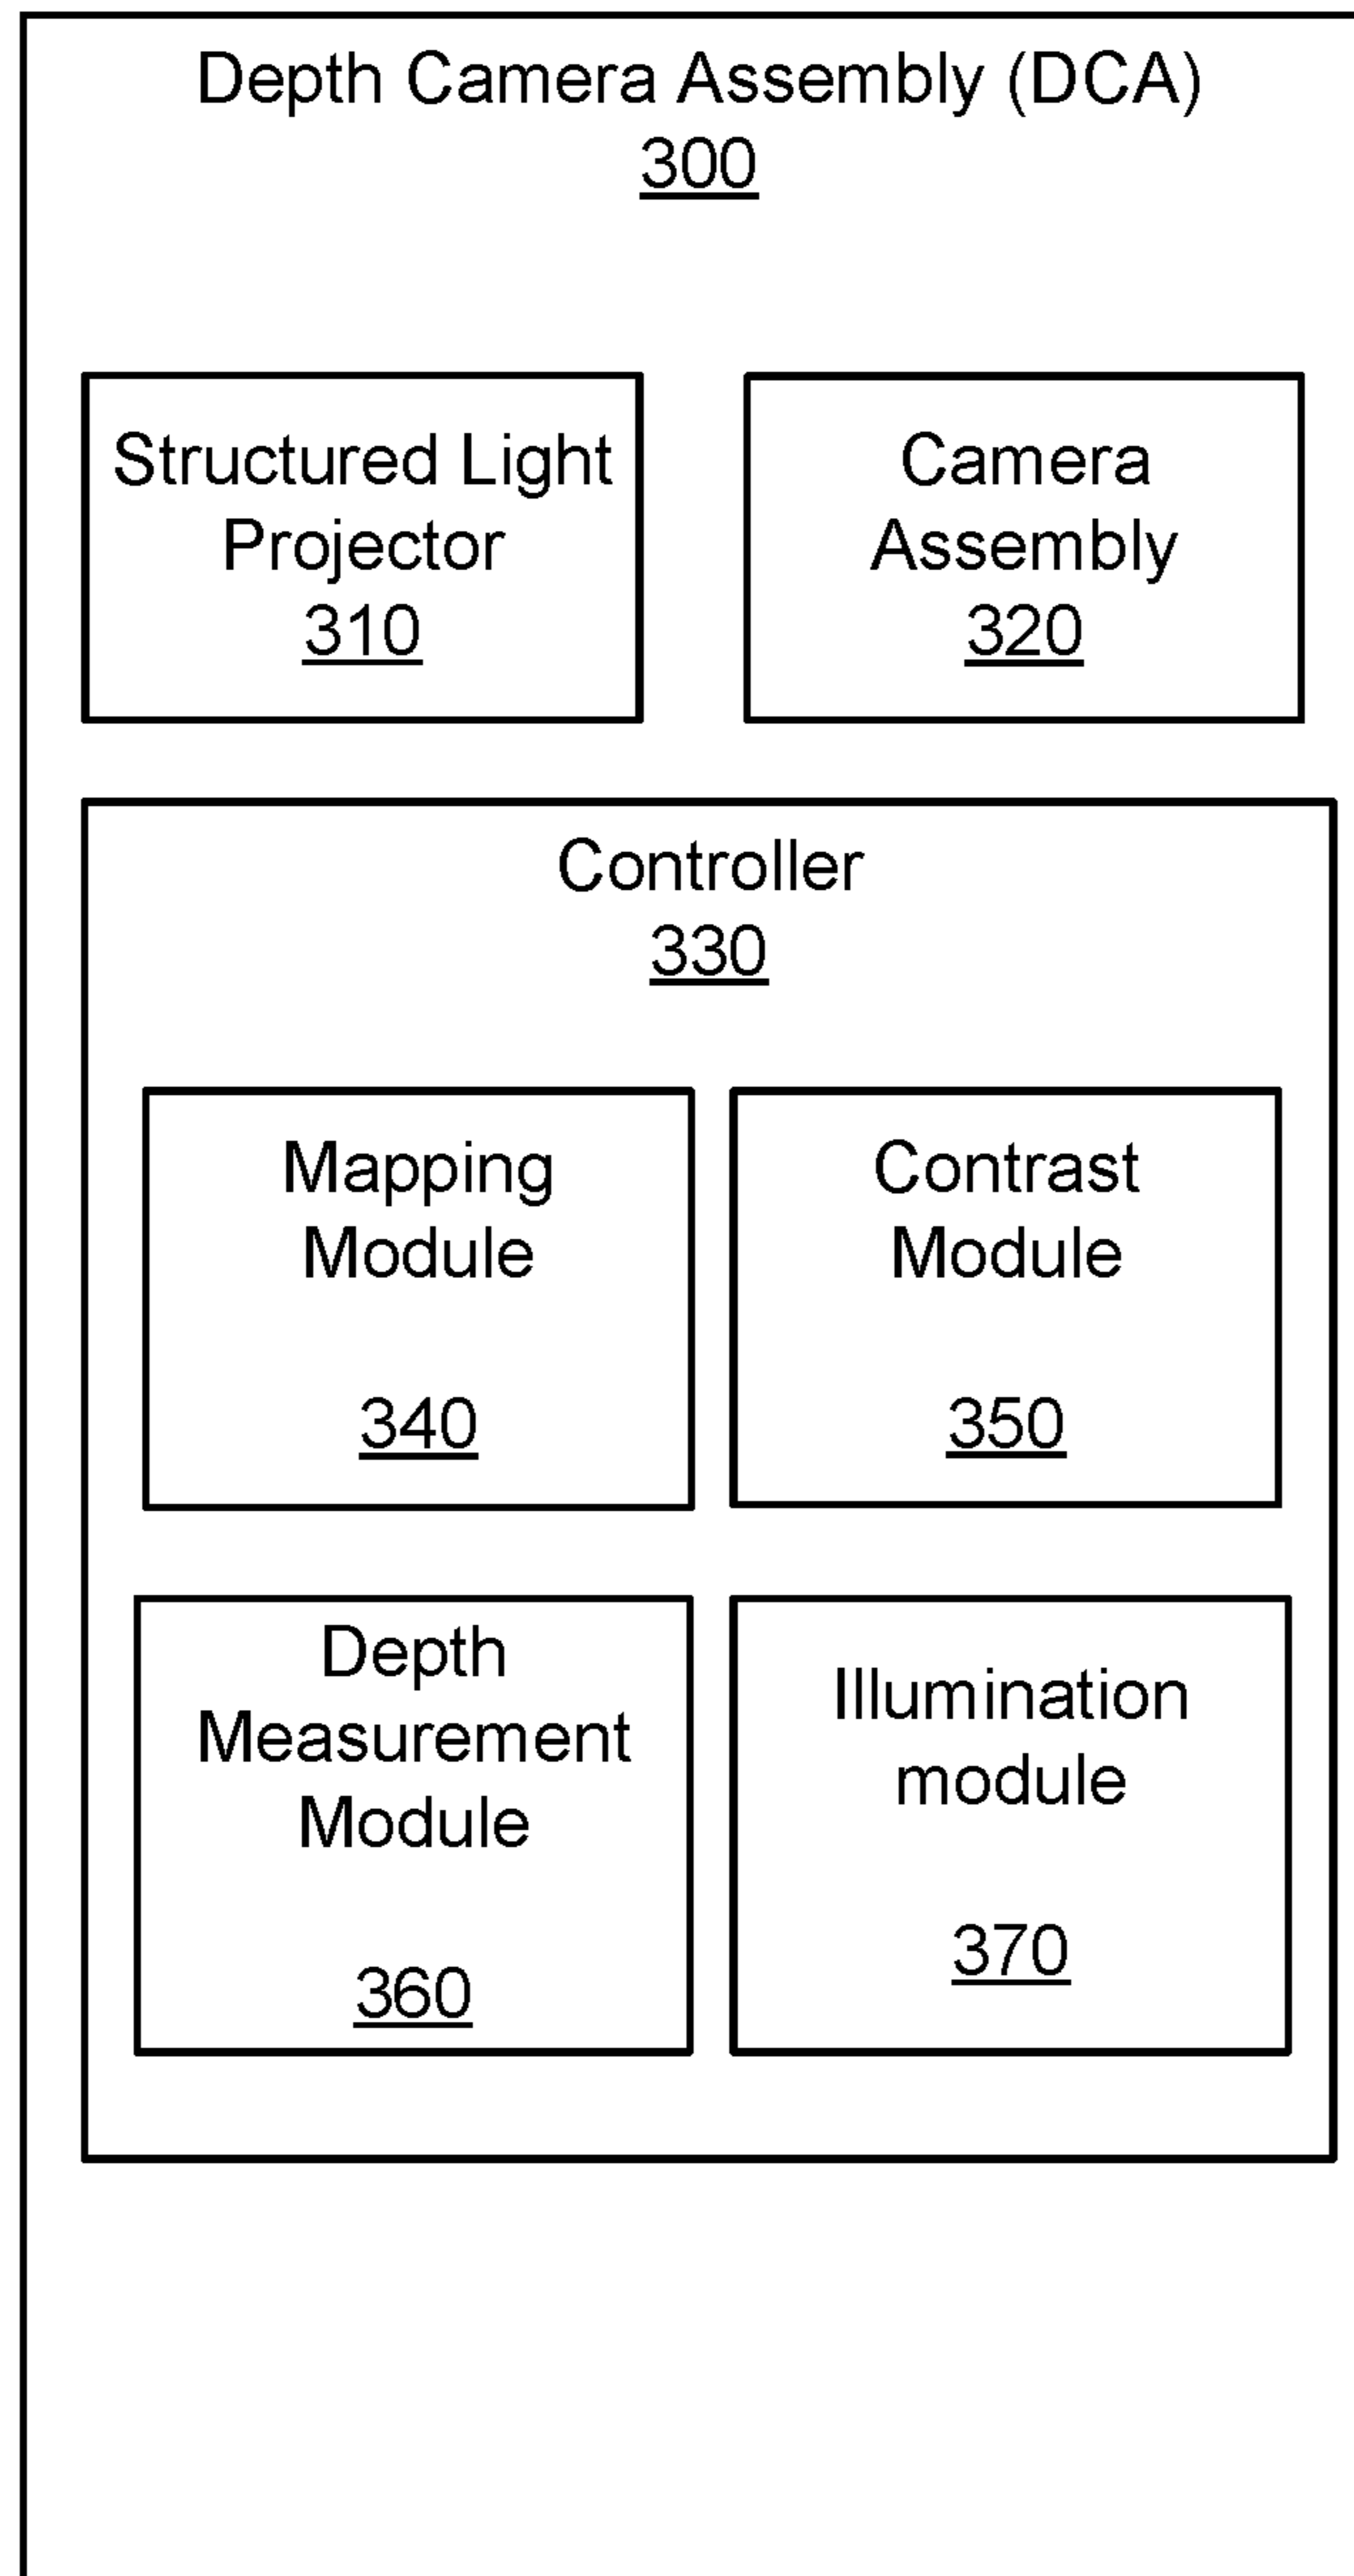 Depth Camera Assembly (DCA)
300
Structured Light
Projector
310
Camera
Assembly
320
Controller
330
Mapping
Module
340
Contrast
Module
350
Depth
Measurement
Module
360
Illumination
module
370